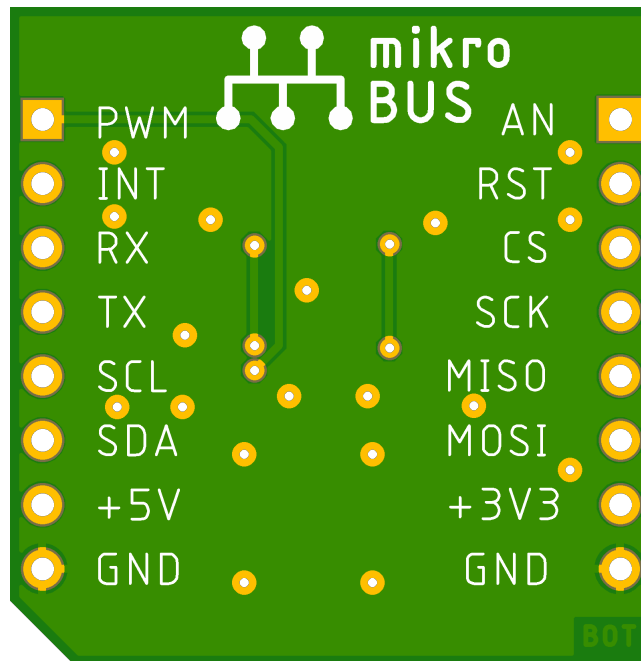 mikro
BUS
PWM AN
INT RST
RX CS
TX SCK
SCL MISO
SDA MOSI
+5V +3V3
GND GND
BOT